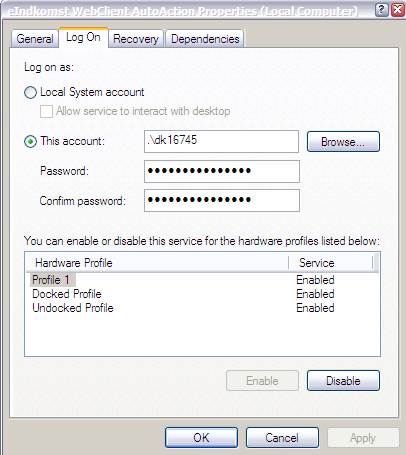 eIndkomst WebClient AutoAction Properties (Local Computer)
General Log On Recovery Dependencies
Log on as:
Local System account
Allow service to interact with desktop
This account: .\dk16745 Browse...
Password: •••••••••••••••
Confirm password: •••••••••••••••
You can enable or disable this service for the hardware profiles listed below:
Hardware Profile Service
Profile 1 Enabled
Docked Profile Enabled
Undocked Profile Enabled
Enable Disable
OK Cancel Apply